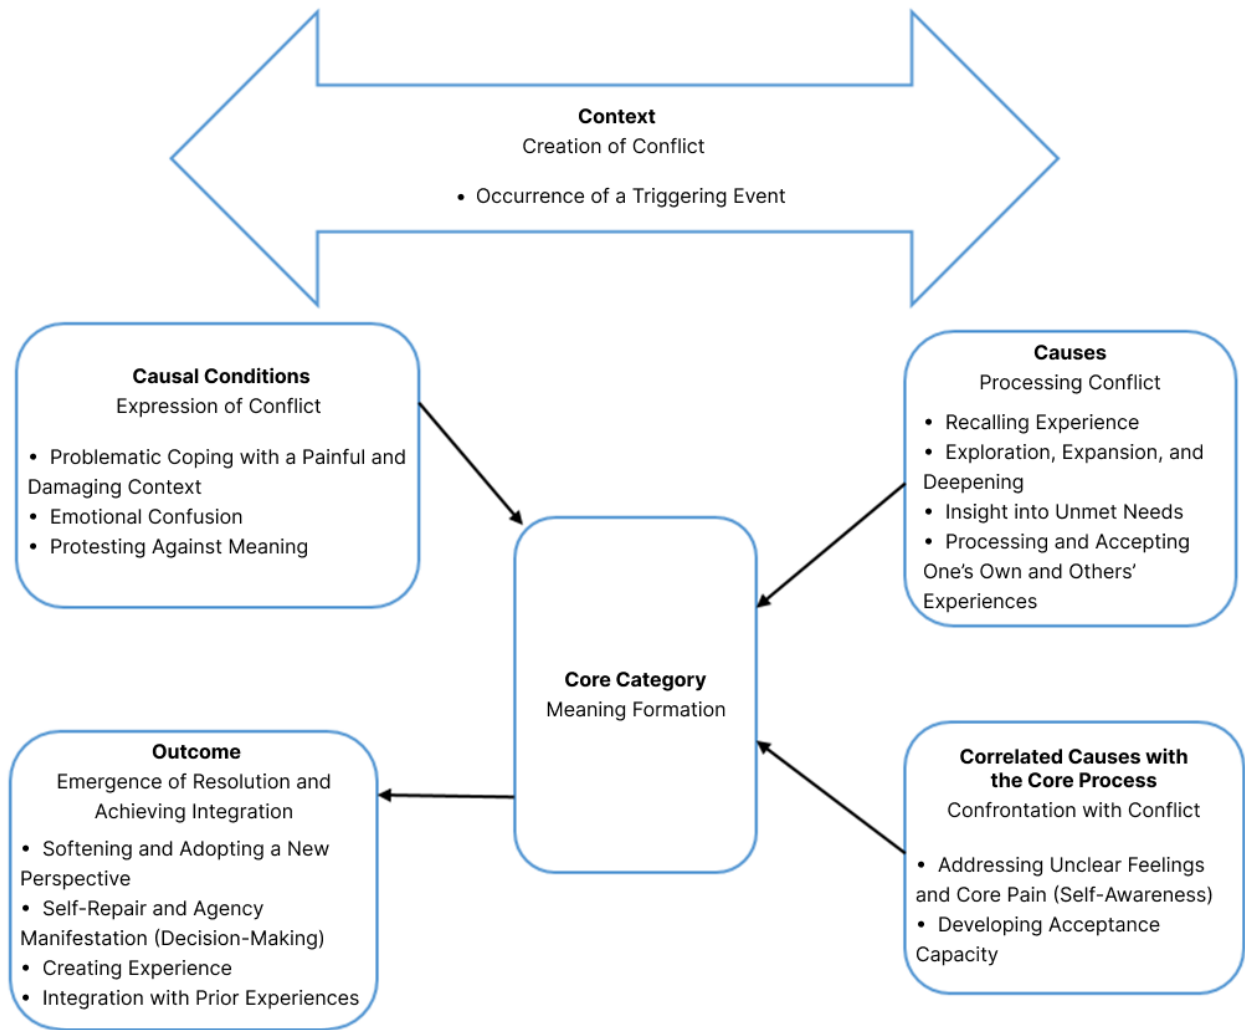 Context
Creation of Conflict
• Occurrence of a Triggering Event
Causal Conditions
Expression of Conflict
• Problematic Coping with a Painful and
Damaging Context
• Emotional Confusion
• Protesting Against Meaning
Causes
Processing Conflict
• Recalling Experience
• Exploration, Expansion, and
Deepening
• Insight into Unmet Needs
• Processing and Accepting
One’s Own and Others’
Experiences
Core Category
Meaning Formation
Outcome
Emergence of Resolution and
Achieving Integration
• Softening and Adopting a New
Perspective
• Self-Repair and Agency
Manifestation (Decision-Making)
• Creating Experience
• Integration with Prior Experiences
Correlated Causes with
the Core Process
Confrontation with Conflict
• Addressing Unclear Feelings
and Core Pain (Self-Awareness)
• Developing Acceptance
Capacity